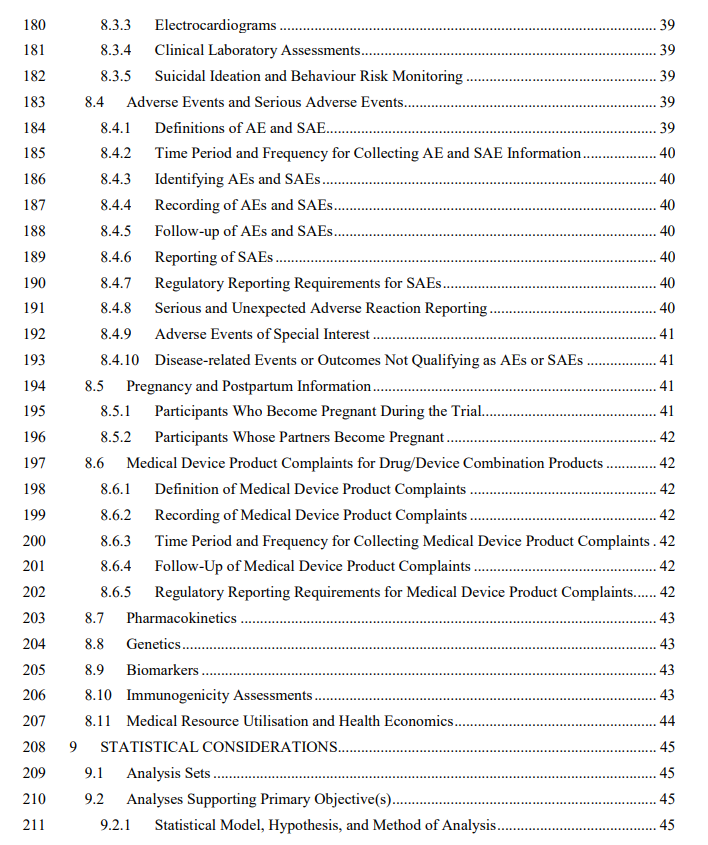 180 8.3.3 Electrocardiograms ........ 39
181 8.3.4 Clinical Laboratory Assessments........ 39
182 8.3.5 Suicidal Ideation and Behaviour Risk Monitoring ........ 39
183 8.4 Adverse Events and Serious Adverse Events........ 39
184 8.4.1 Definitions of AE and SAE........ 39
185 8.4.2 Time Period and Frequency for Collecting AE and SAE Information........ 40
186 8.4.3 Identifying AEs and SAEs ........ 40
187 8.4.4 Recording of AEs and SAEs........ 40
188 8.4.5 Follow-up of AEs and SAEs........ 40
189 8.4.6 Reporting of SAEs ........ 40
190 8.4.7 Regulatory Reporting Requirements for SAEs........ 40
191 8.4.8 Serious and Unexpected Adverse Reaction Reporting ........ 40
192 8.4.9 Adverse Events of Special Interest ........ 41
193 8.4.10 Disease-related Events or Outcomes Not Qualifying as AEs or SAEs ........ 41
194 8.5 Pregnancy and Postpartum Information ........ 41
195 8.5.1 Participants Who Become Pregnant During the Trial........ 41
196 8.5.2 Participants Whose Partners Become Pregnant ........ 42
197 8.6 Medical Device Product Complaints for Drug/Device Combination Products ........ 42
198 8.6.1 Definition of Medical Device Product Complaints ........ 42
199 8.6.2 Recording of Medical Device Product Complaints ........ 42
200 8.6.3 Time Period and Frequency for Collecting Medical Device Product Complaints . 42
201 8.6.4 Follow-Up of Medical Device Product Complaints ........ 42
202 8.6.5 Regulatory Reporting Requirements for Medical Device Product Complaints...... 42
203 8.7 Pharmacokinetics ........ 43
204 8.8 Genetics........ 43
205 8.9 Biomarkers ........ 43
206 8.10 Immunogenicity Assessments ........ 43
207 8.11 Medical Resource Utilisation and Health Economics........ 44
208 9 STATISTICAL CONSIDERATIONS........ 45
209 9.1 Analysis Sets ........ 45
210 9.2 Analyses Supporting Primary Objective(s)........ 45
211 9.2.1 Statistical Model, Hypothesis, and Method of Analysis........ 45